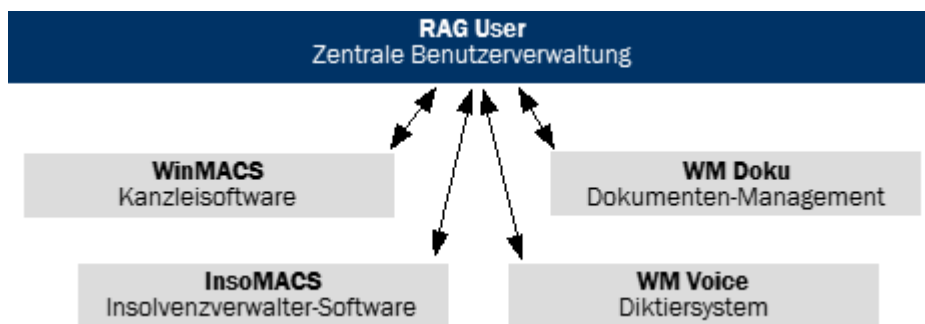 RAG User
Zentrale Benutzerverwaltung
WinMACS
Kanzleisoftware
WM Doku
Dokumenten-Management
InsoMACS
Insolvenzverwalter-Software
WM Voice
Diktiersystem